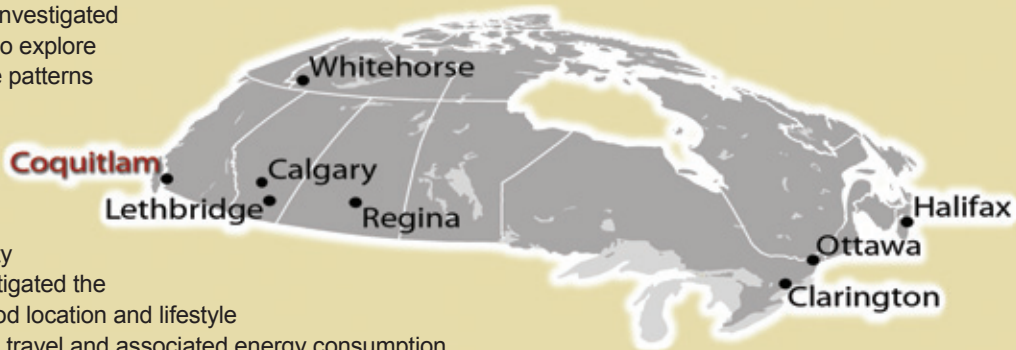 nvestigated
o explore
e patterns
Whitehorse
Coquitlam
Calgary
Lethbridge
Regina
Halifax
Ottawa
Clarington
ty
tigated the
od location and lifestyle
travel and associated energy consumption